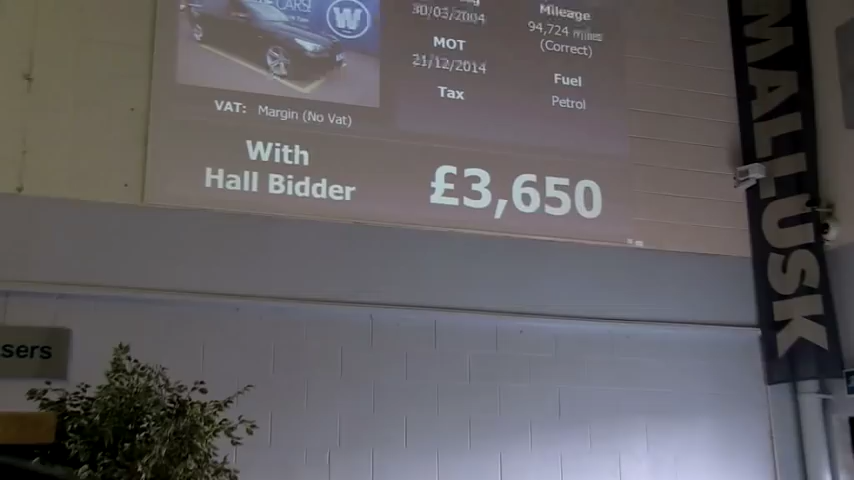 CARS!
W
30/03/2004
Mileage
94,724 miles
(Correct)
MOT
21/12/2014
Fuel
Tax
Petrol
VAT: Margin (No Vat)
With
Hall Bidder
£3,650
MALLUSK
sers